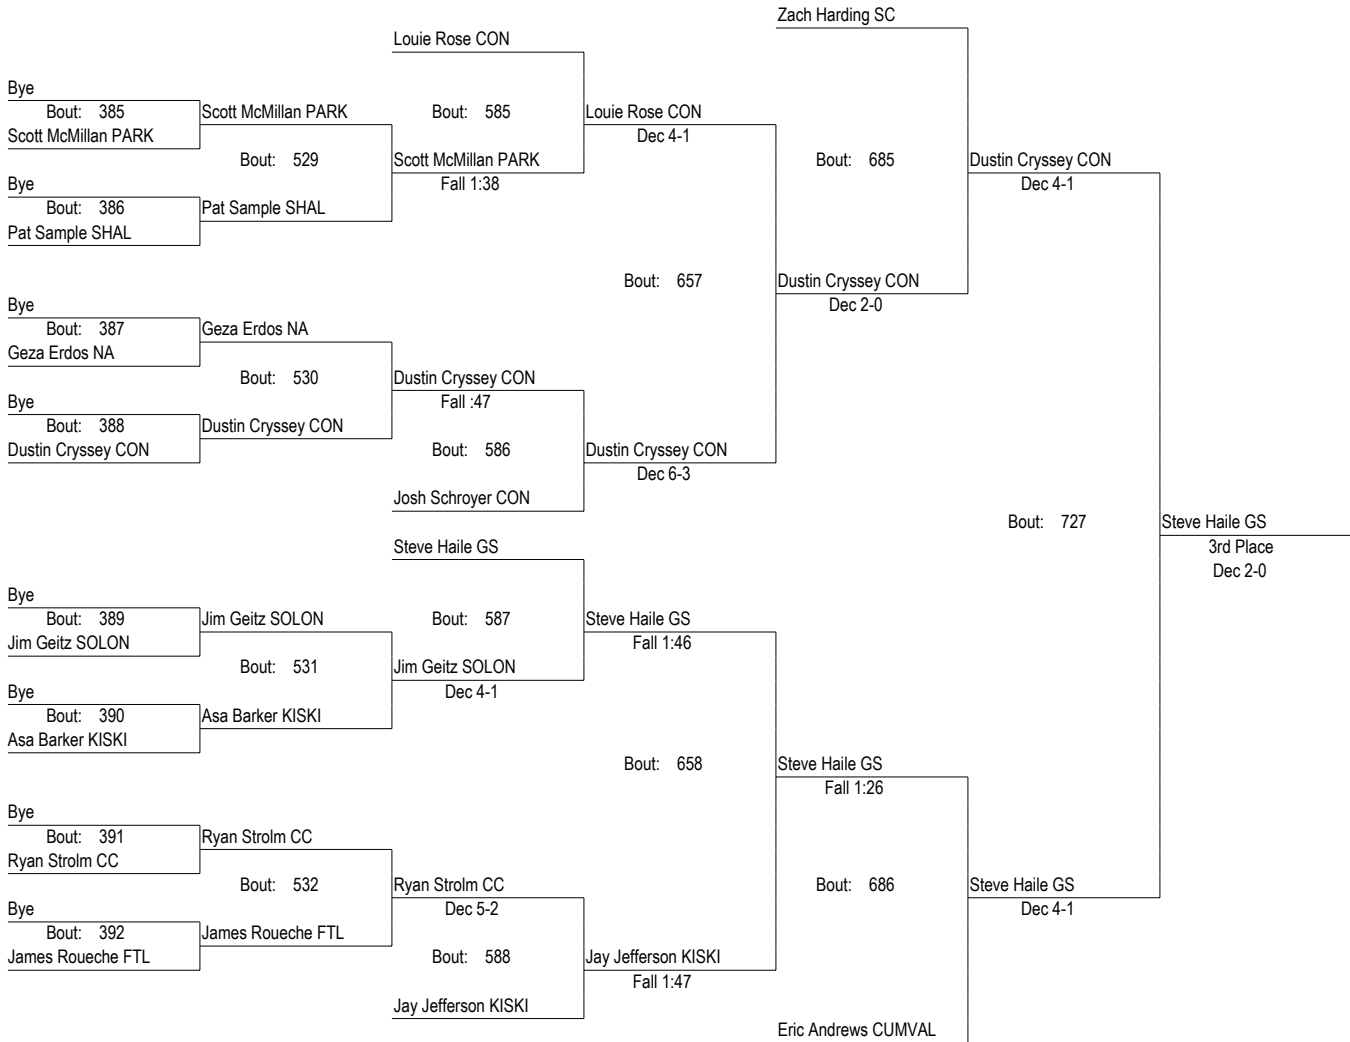 Zach Harding SC
Louie Rose CON
Bye
Bout: 385
Scott McMillan PARK
Bout: 585
Louie Rose CON
Scott McMillan PARK
Dec 4-1
Bout: 529
Scott McMillan PARK
Bout: 685
Dustin Cryssey CON
Bye
Fall 1:38
Dec 4-1
Bout: 386
Pat Sample SHAL
Pat Sample SHAL
Bout: 657
Dustin Cryssey CON
Bye
Dec 2-0
Bout: 387
Geza Erdos NA
Geza Erdos NA
Bout: 530
Dustin Cryssey CON
Bye
Fall :47
Bout: 388
Dustin Cryssey CON
Dustin Cryssey CON
Bout: 586
Dustin Cryssey CON
Dec 6-3
Josh Schroyer CON
Bout: 727
Steve Haile GS
3rd Place
Dec 2-0
Steve Haile GS
Bye
Bout: 389
Jim Geitz SOLON
Bout: 587
Steve Haile GS
Jim Geitz SOLON
Fall 1:46
Bout: 531
Jim Geitz SOLON
Bye
Dec 4-1
Bout: 390
Asa Barker KISKI
Asa Barker KISKI
Bout: 658
Steve Haile GS
Fall 1:26
Bye
Bout: 391
Ryan Strolm CC
Ryan Strolm CC
Bout: 532
Ryan Strolm CC
Bout: 686
Steve Haile GS
Bye
Dec 5-2
Dec 4-1
Bout: 392
James Roueche FTL
James Roueche FTL
Bout: 588
Jay Jefferson KISKI
Fall 1:47
Jay Jefferson KISKI
Eric Andrews CUMVAL